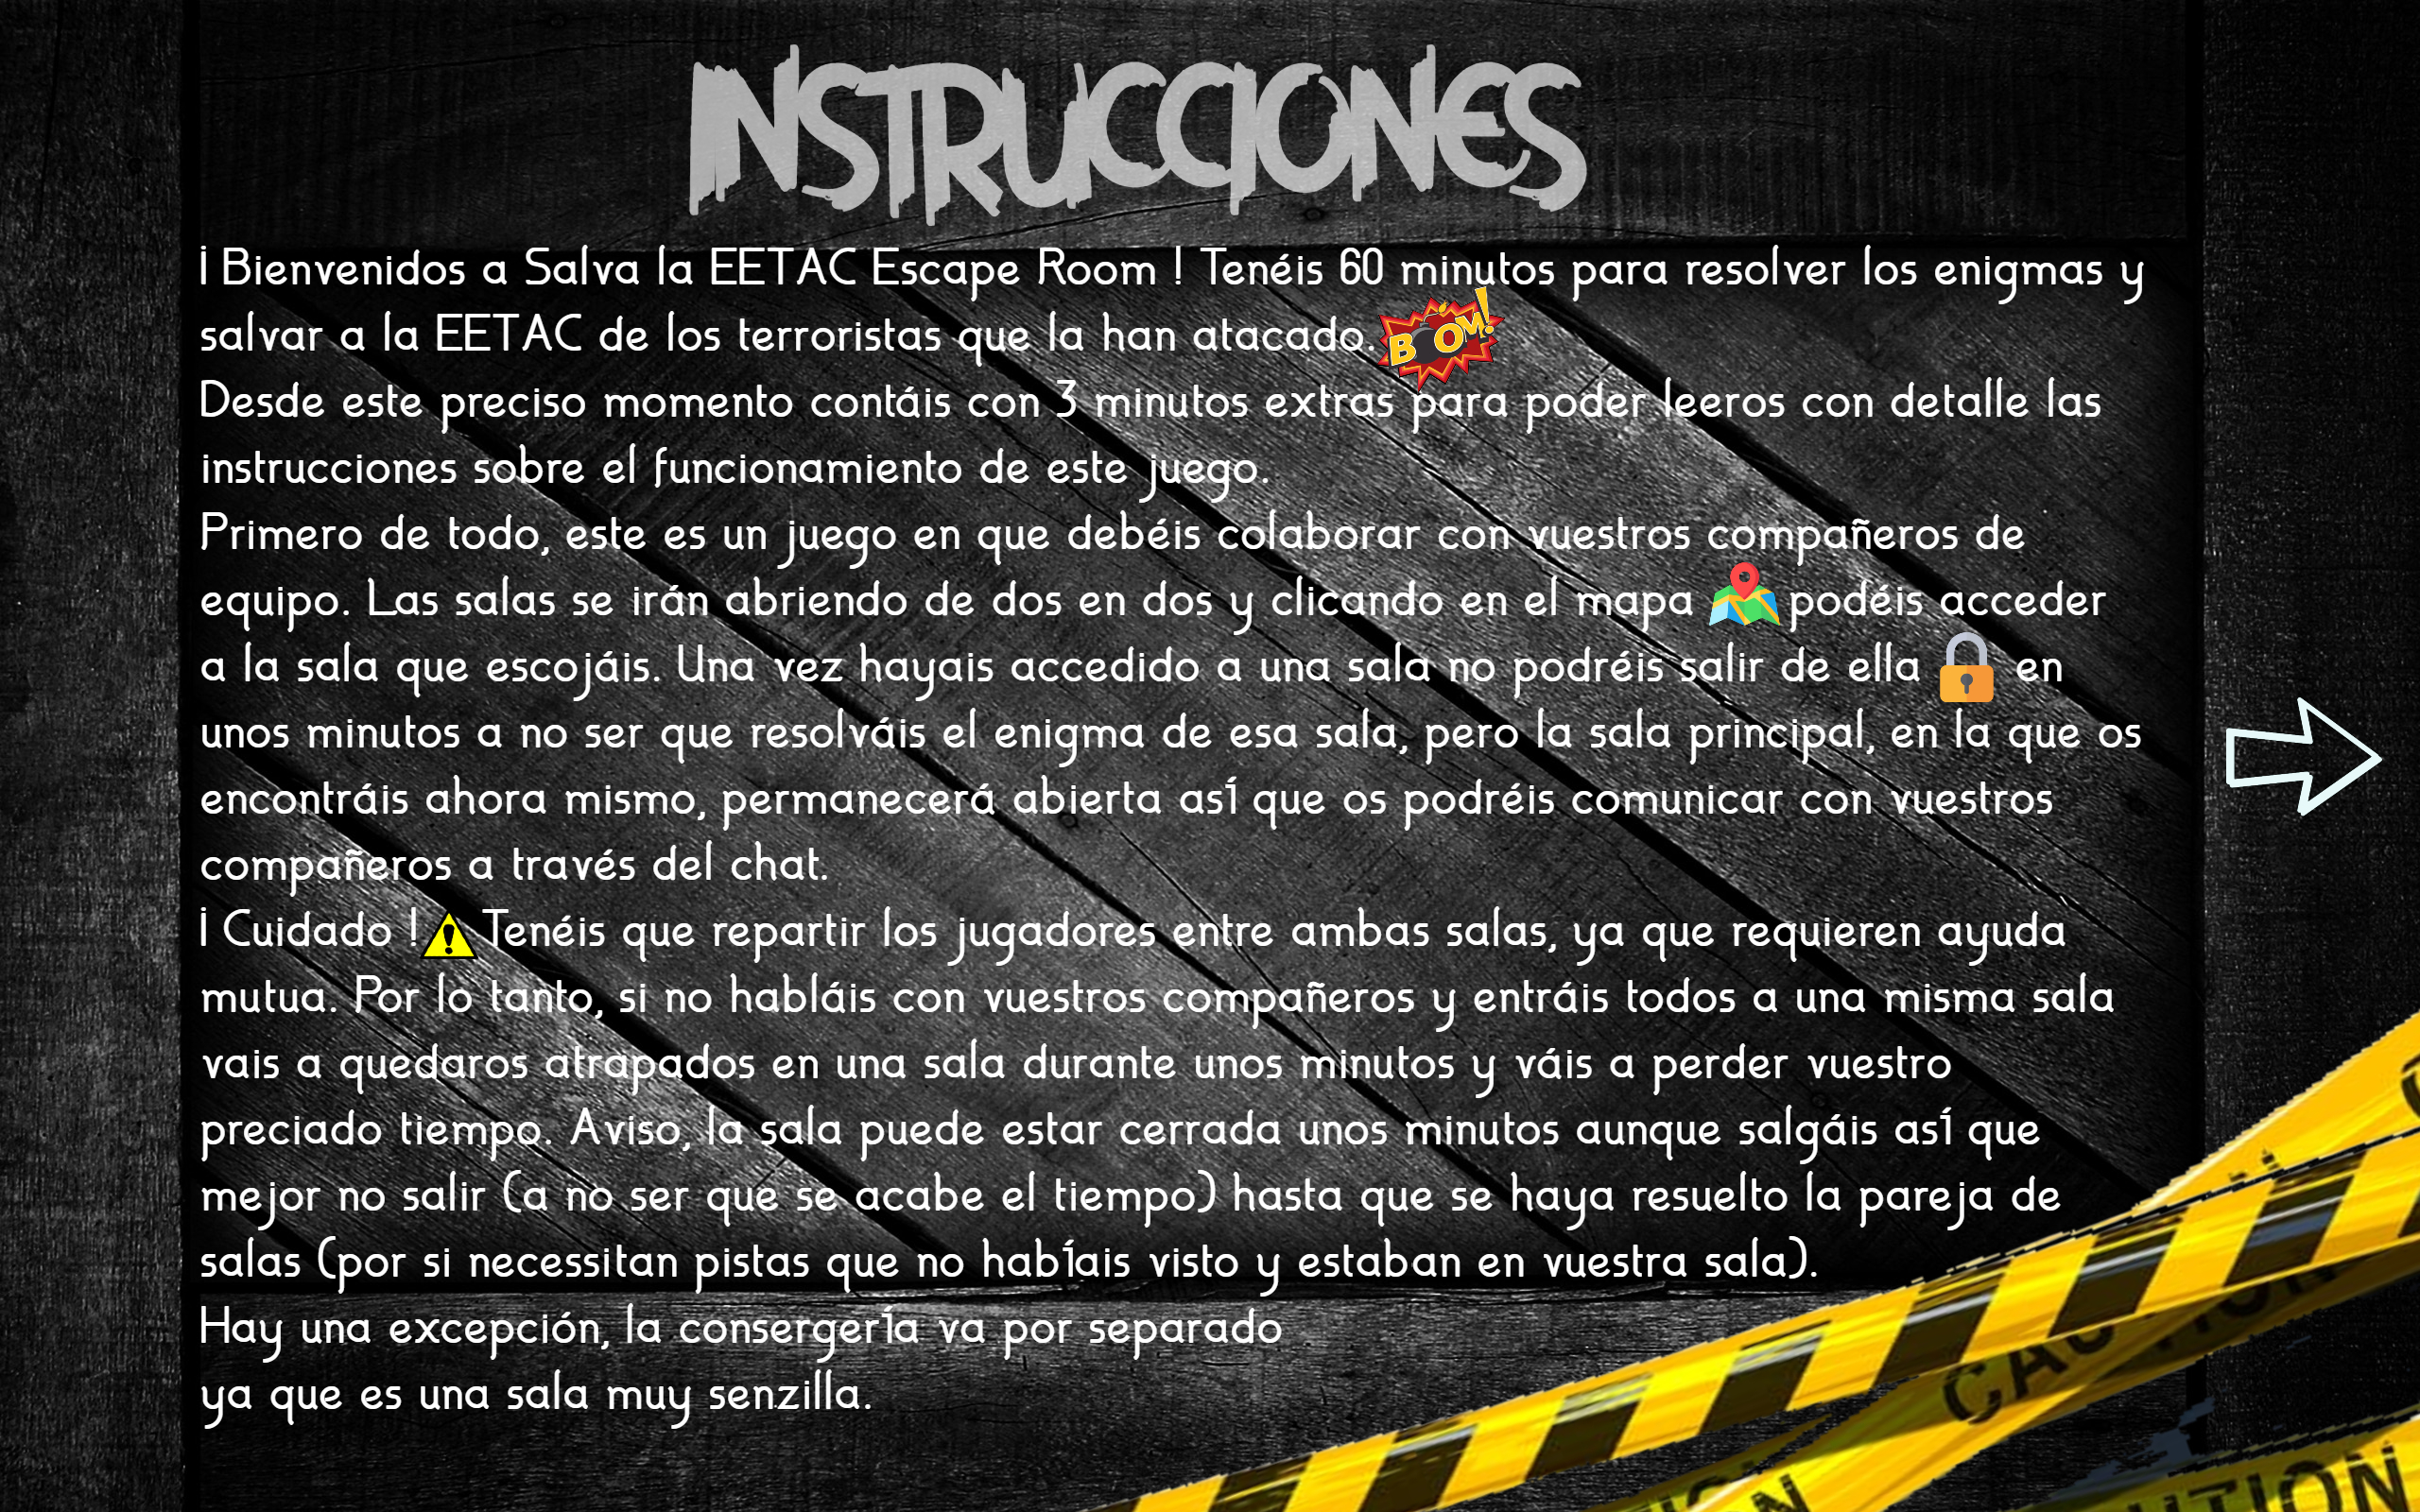 INSTRUCCIONES
¡ Bienvenidos a Salva la EETAC Escape Room ! Tenéis 60 minutos para resolver los enigmas y
salvar a la EETAC de los terroristas que la han atacado.
BOOM!
Desde este preciso momento contáis con 3 minutos extras para poder leeros con detalle las
instrucciones sobre el funcionamiento de este juego.
Primero de todo, este es un juego en que debéis colaborar con vuestros compañeros de
equipo. Las salas se irán abriendo de dos en dos y clicando en el mapa podéis acceder
a la sala que escojáis. Una vez hayais accedido a una sala no podréis salir de ella en
unos minutos a no ser que resolváis el enigma de esa sala, pero la sala principal, en la que os
encontráis ahora mismo, permanecerá abierta así que os podréis comunicar con vuestros
compañeros a través del chat.
¡ Cuidado ! Tenéis que repartir los jugadores entre ambas salas, ya que requieren ayuda
mutua. Por lo tanto, si no habláis con vuestros compañeros y entráis todos a una misma sala
vais a quedaros atrapados en una sala durante unos minutos y váis a perder vuestro
preciado tiempo. Aviso, la sala puede estar cerrada unos minutos aunque salgáis así que
mejor no salir (a no ser que se acabe el tiempo) hasta que se haya resuelto la pareja de
salas (por si necessitan pistas que no habíais visto y estaban en vuestra sala).
Hay una excepción, la consergería va por separado
ya que es una sala muy senzilla.
CAUTION